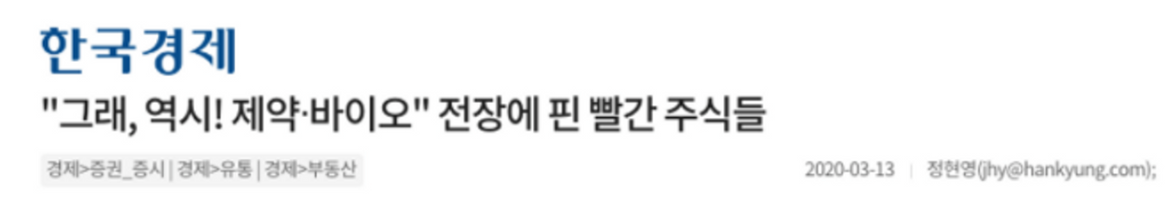 한국경제
"그래, 역시! 제약·바이오" 전장에 핀 빨간 주식들
경제>증권_증시 | 경제>유통 | 경제>부동산 2020-03-13 | 정현영(jhy@hankyung.com);